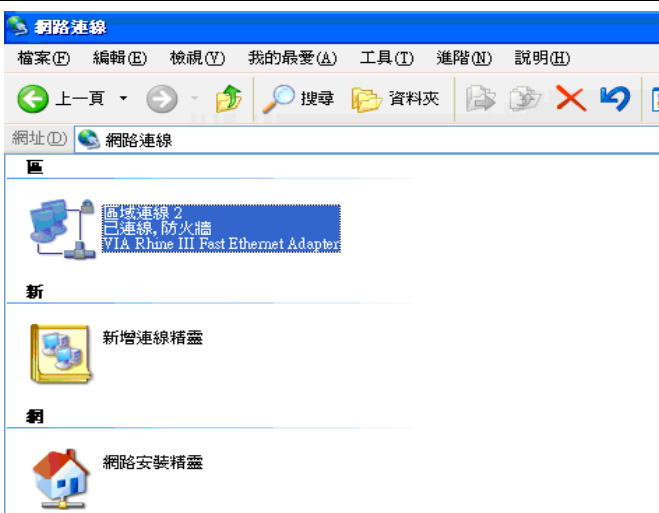 網路連線
檔案(F) 編輯(E) 檢視(V) 我的最愛(A) 工具(T) 進階(N) 說明(H)
上一頁 搜尋 資料夾
網址(D) 網路連線
區
區域連線 2
已連線, 防火牆
VIA Rhine III Fast Ethernet Adapter
新
新增連線精靈
網
網路安裝精靈